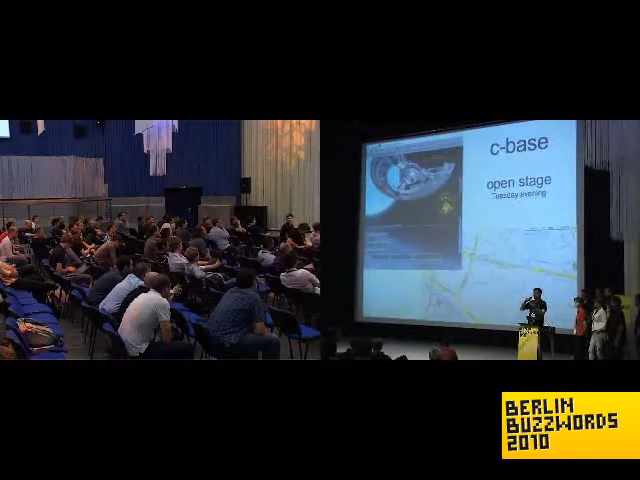 c-base
open stage
Tuesday evening
BERLIN
BUZZWORDS
2010